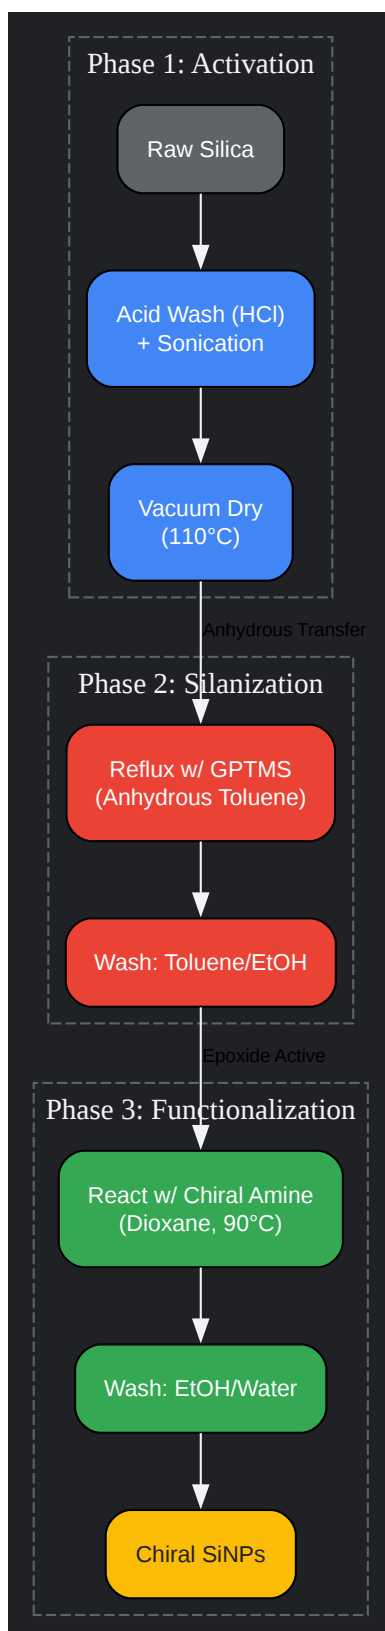 Phase 1: Activation
Raw Silica
Acid Wash (HCl)
+ Sonication
Vacuum Dry
(110°C)
Anhydrous Transfer
Phase 2: Silanization
Reflux w/ GPTMS
(Anhydrous Toluene)
Wash: Toluene/EtOH
Epoxide Active
Phase 3: Functionalization
React w/ Chiral Amine
(Dioxane, 90°C)
Wash: EtOH/Water
Chiral SiNPs